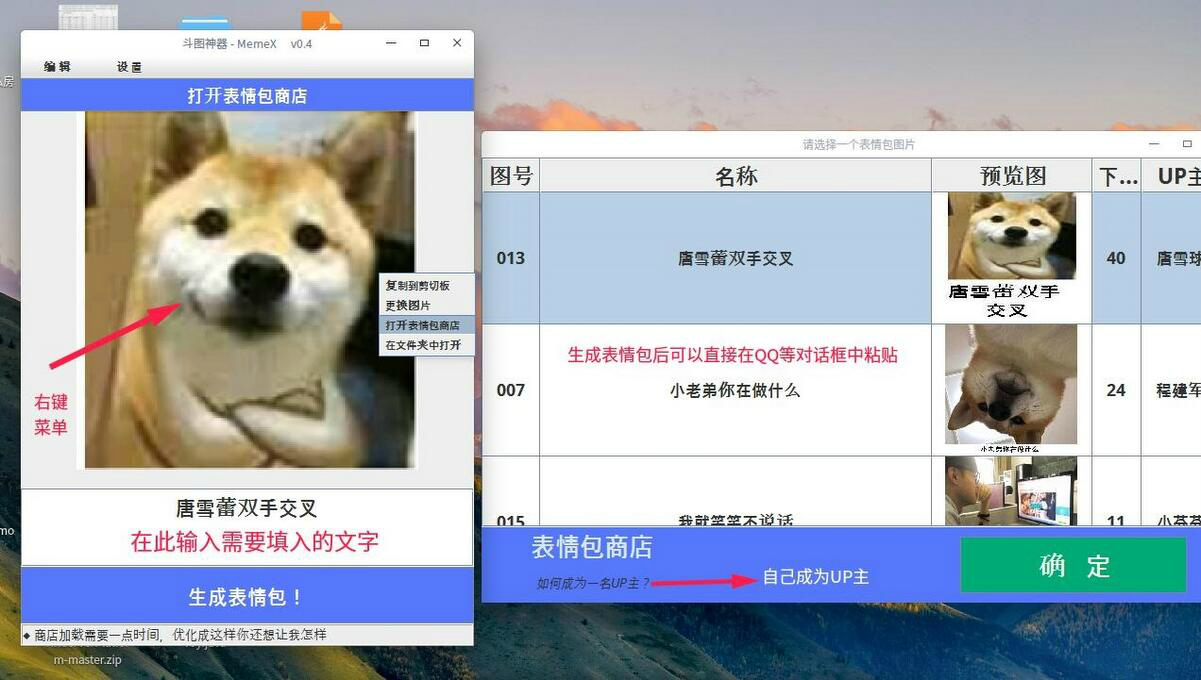 斗图神器 - MemeX v0.4
编辑 设置
打开表情包商店
复制到剪切板
更换图片
打开表情包商店
在文件夹中打开
右键
菜单
唐雪蕾双手交叉
在此输入需要填入的文字
生成表情包！
◆ 商店加载需要一点时间，优化成这样你还想让我怎样
m-master.zip
请选择一个表情包图片
图号 名称 预览图 下... UP主
013 唐雪蕾双手交叉 40 唐雪球
唐雪蕾双手
交叉
生成表情包后可以直接在QQ等对话框中粘贴
007 小老弟你在做什么 24 程建军
小老弟你在做什么
015 我就笑笑不说话 11
表情包商店
如何成为一名UP主？
自己成为UP主
确 定